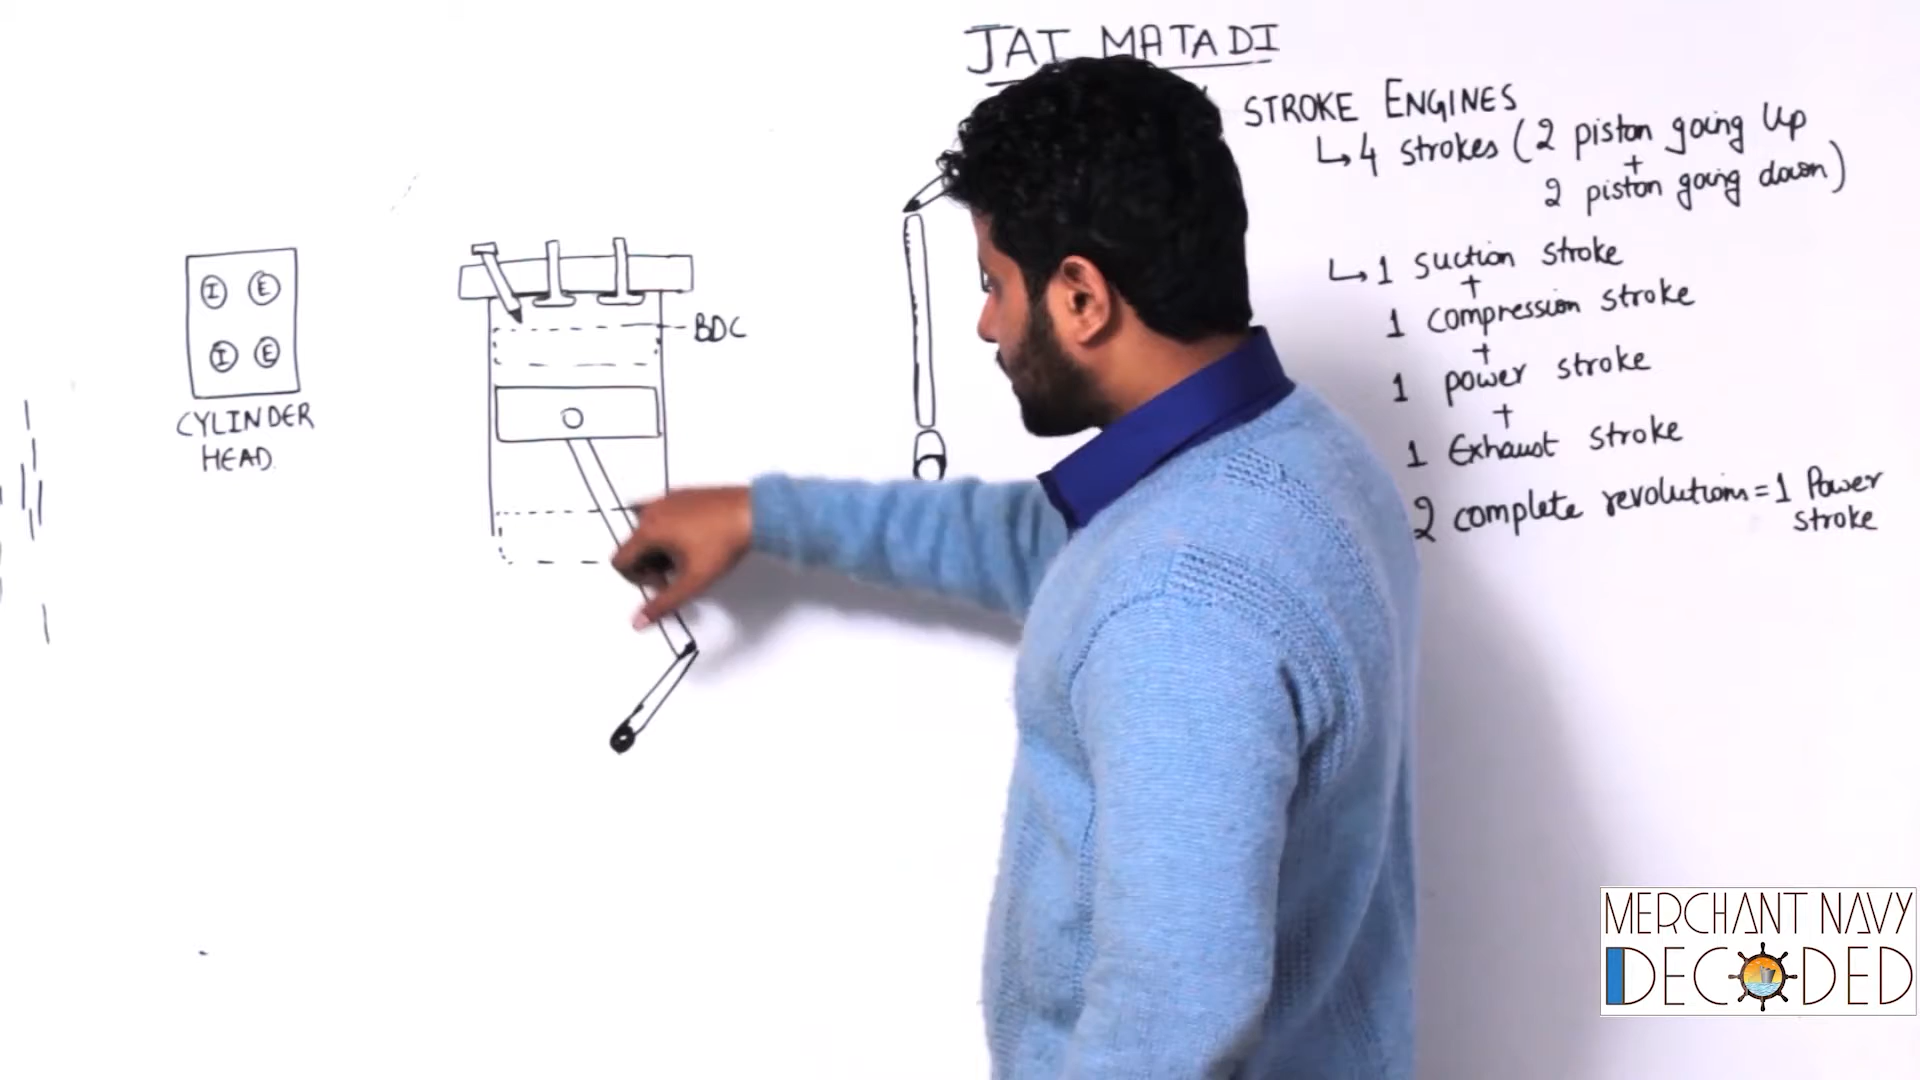 JAI MATADI
STROKE ENGINES
↳ 4 strokes (2 piston going Up
+
2 piston going down)
↳ 1 suction stroke
+
1 compression stroke
+
1 power stroke
+
1 Exhaust stroke
2 complete revolutions = 1 Power
stroke
I E
I E
CYLINDER
HEAD.
BDC
MERCHANT NAVY
DECODED